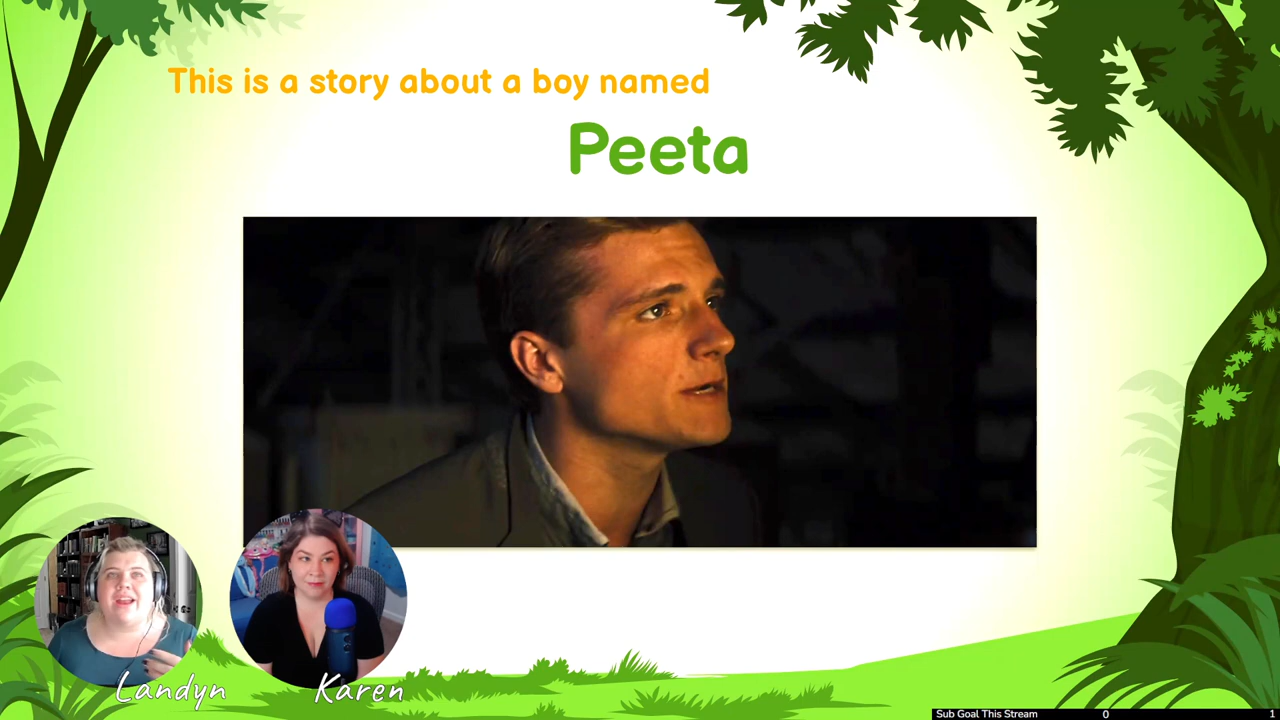 This is a story about a boy named
Peeta
Landyn
Karen
Sub Goal This Stream 0 1